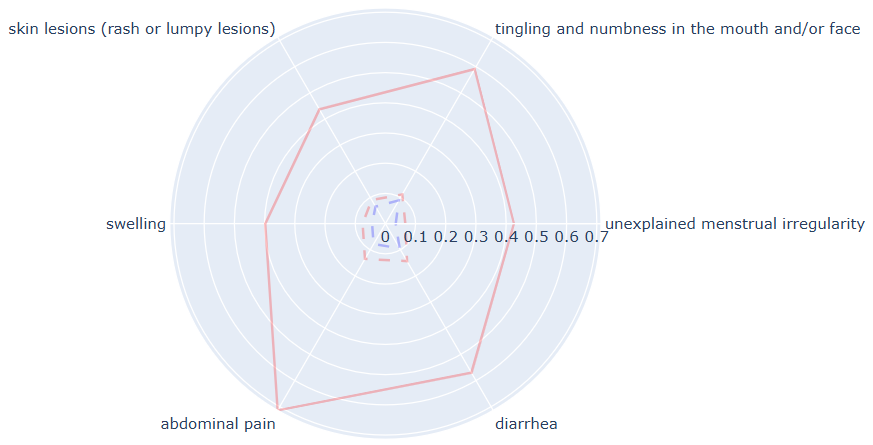 skin lesions (rash or lumpy lesions)
tingling and numbness in the mouth and/or face
swelling
unexplained menstrual irregularity
0 0.1 0.2 0.3 0.4 0.5 0.6 0.7
abdominal pain
diarrhea